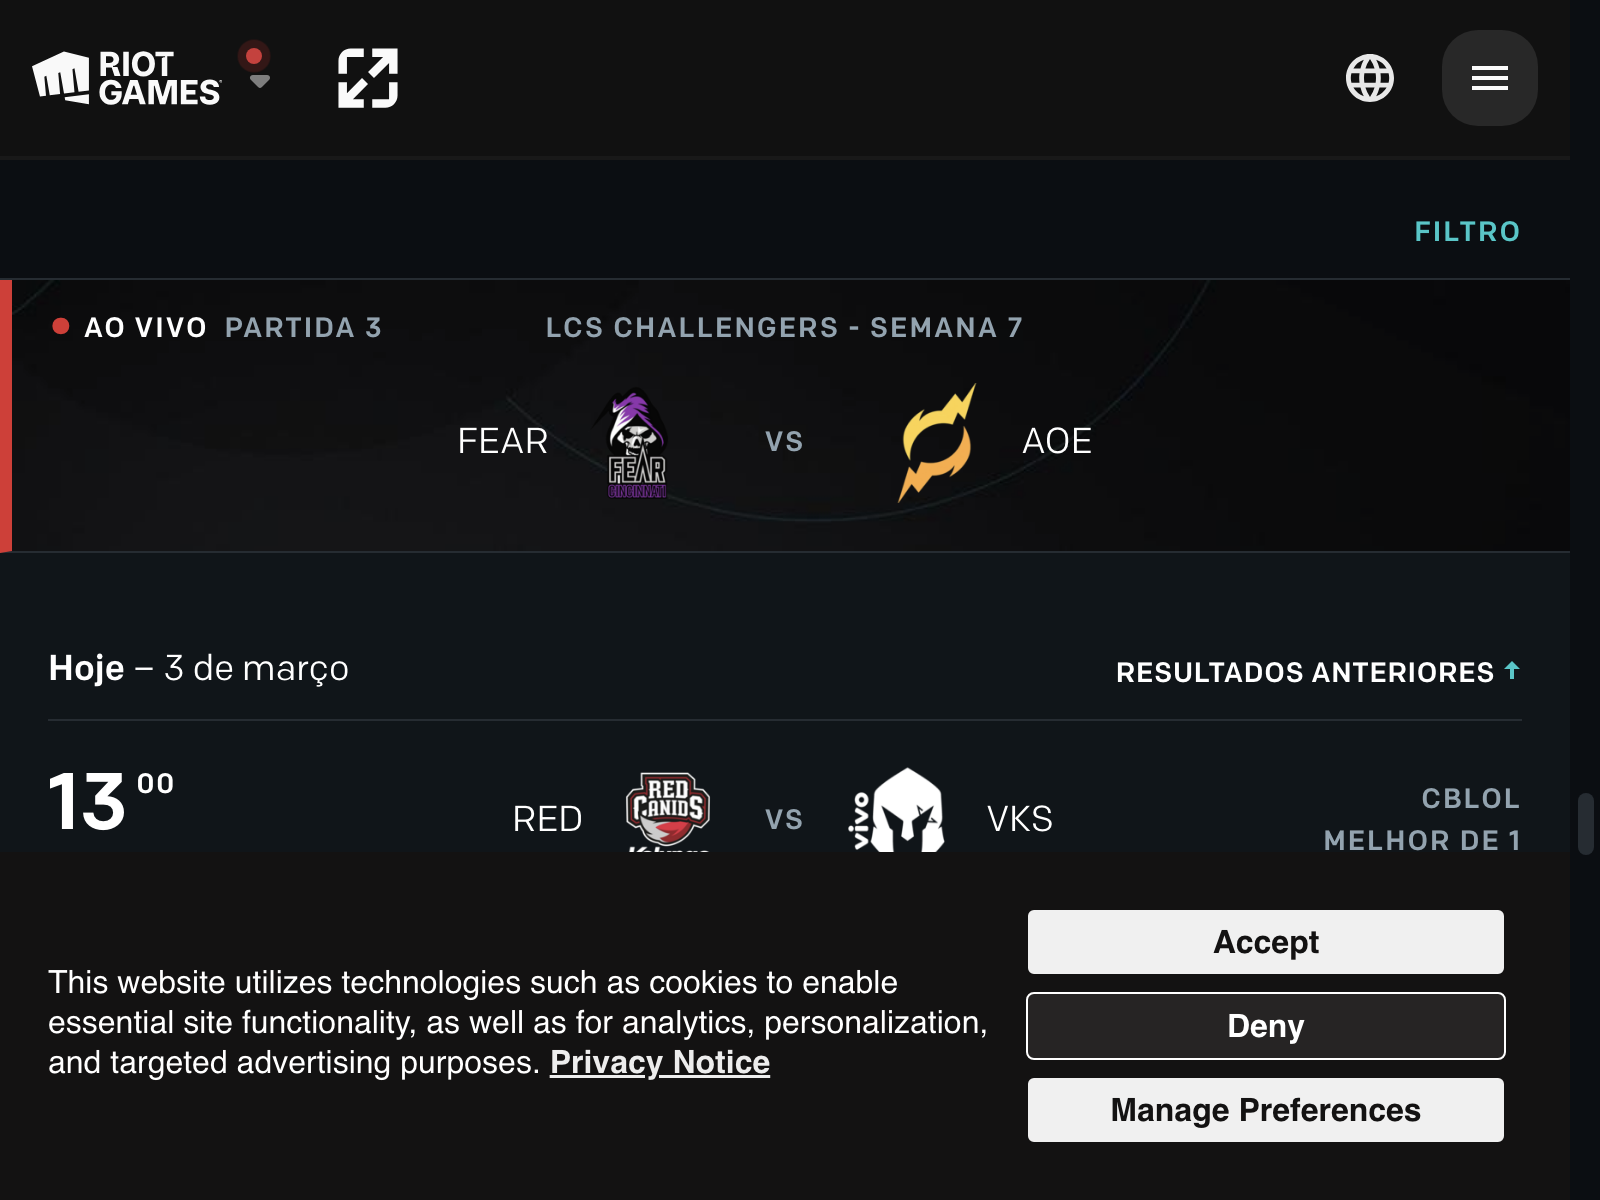 RIOT
GAMES
FILTRO
AO VIVO PARTIDA 3 LCS CHALLENGERS - SEMANA 7
FEAR FEAR CINCINNATI VS AOE
Hoje – 3 de março RESULTADOS ANTERIORES
13 00 RED RED CANIDS VS vivo VKS CBLOL
MELHOR DE 1
This website utilizes technologies such as cookies to enable
essential site functionality, as well as for analytics, personalization,
and targeted advertising purposes. Privacy Notice
Accept
Deny
Manage Preferences